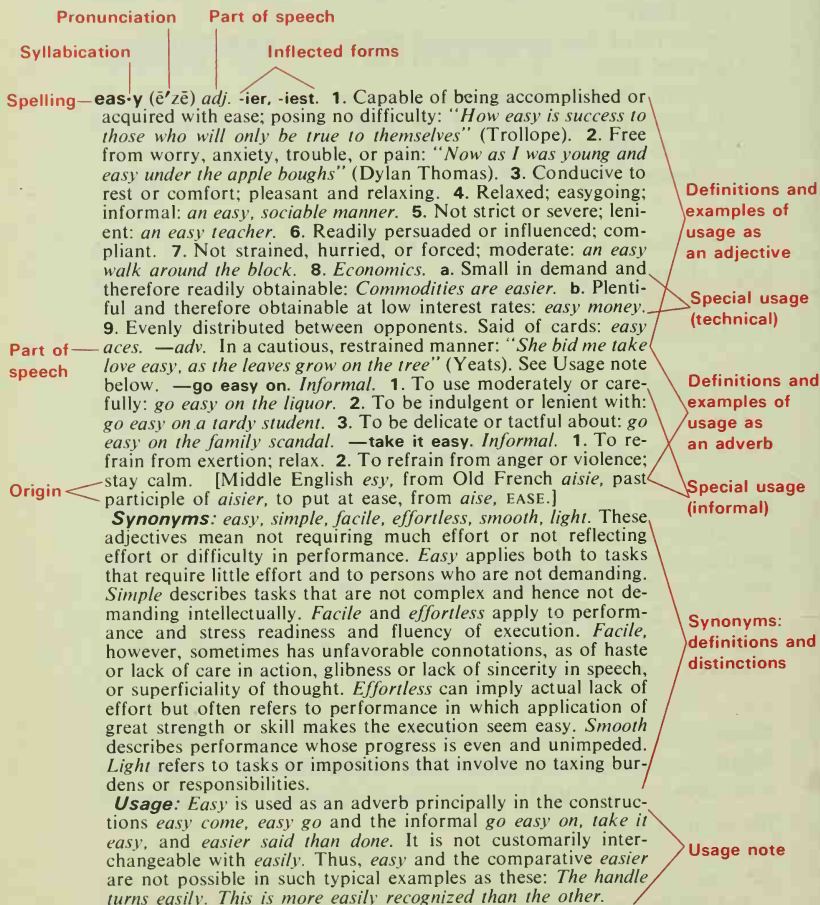 Pronunciation Part of speech
Syllabication Inflected forms
Spelling
eas·y (ē′zē) adj. -ier, -iest. 1. Capable of being accomplished or
acquired with ease; posing no difficulty: "How easy is success to
those who will only be true to themselves" (Trollope). 2. Free
from worry, anxiety, trouble, or pain: "Now as I was young and
easy under the apple boughs" (Dylan Thomas). 3. Conducive to
rest or comfort; pleasant and relaxing. 4. Relaxed; easygoing;
informal: an easy, sociable manner. 5. Not strict or severe; leni-
ent: an easy teacher. 6. Readily persuaded or influenced; com-
pliant. 7. Not strained, hurried, or forced; moderate: an easy
walk around the block. 8. Economics. a. Small in demand and
therefore readily obtainable: Commodities are easier. b. Plenti-
ful and therefore obtainable at low interest rates: easy money.
9. Evenly distributed between opponents. Said of cards: easy
aces. —adv. In a cautious, restrained manner: "She bid me take
love easy, as the leaves grow on the tree" (Yeats). See Usage note
below. —go easy on. Informal. 1. To use moderately or care-
fully: go easy on the liquor. 2. To be indulgent or lenient with:
go easy on a tardy student. 3. To be delicate or tactful about: go
easy on the family scandal. —take it easy. Informal. 1. To re-
frain from exertion; relax. 2. To refrain from anger or violence;
stay calm. [Middle English esy, from Old French aisie, past
participle of aisier, to put at ease, from aise, EASE.]
Synonyms: easy, simple, facile, effortless, smooth, light. These
adjectives mean not requiring much effort or not reflecting
effort or difficulty in performance. Easy applies both to tasks
that require little effort and to persons who are not demanding.
Simple describes tasks that are not complex and hence not de-
manding intellectually. Facile and effortless apply to perform-
ance and stress readiness and fluency of execution. Facile,
however, sometimes has unfavorable connotations, as of haste
or lack of care in action, glibness or lack of sincerity in speech,
or superficiality of thought. Effortless can imply actual lack of
effort but often refers to performance in which application of
great strength or skill makes the execution seem easy. Smooth
describes performance whose progress is even and unimpeded.
Light refers to tasks or impositions that involve no taxing bur-
dens or responsibilities.
Usage: Easy is used as an adverb principally in the construc-
tions easy come, easy go and the informal go easy on, take it
easy, and easier said than done. It is not customarily inter-
changeable with easily. Thus, easy and the comparative easier
are not possible in such typical examples as these: The handle
turns easily. This is more easily recognized than the other.
Part of
speech
Origin
Definitions and
examples of
usage as
an adjective
Special usage
(technical)
Definitions and
examples of
usage as
an adverb
Special usage
(informal)
Synonyms:
definitions and
distinctions
Usage note